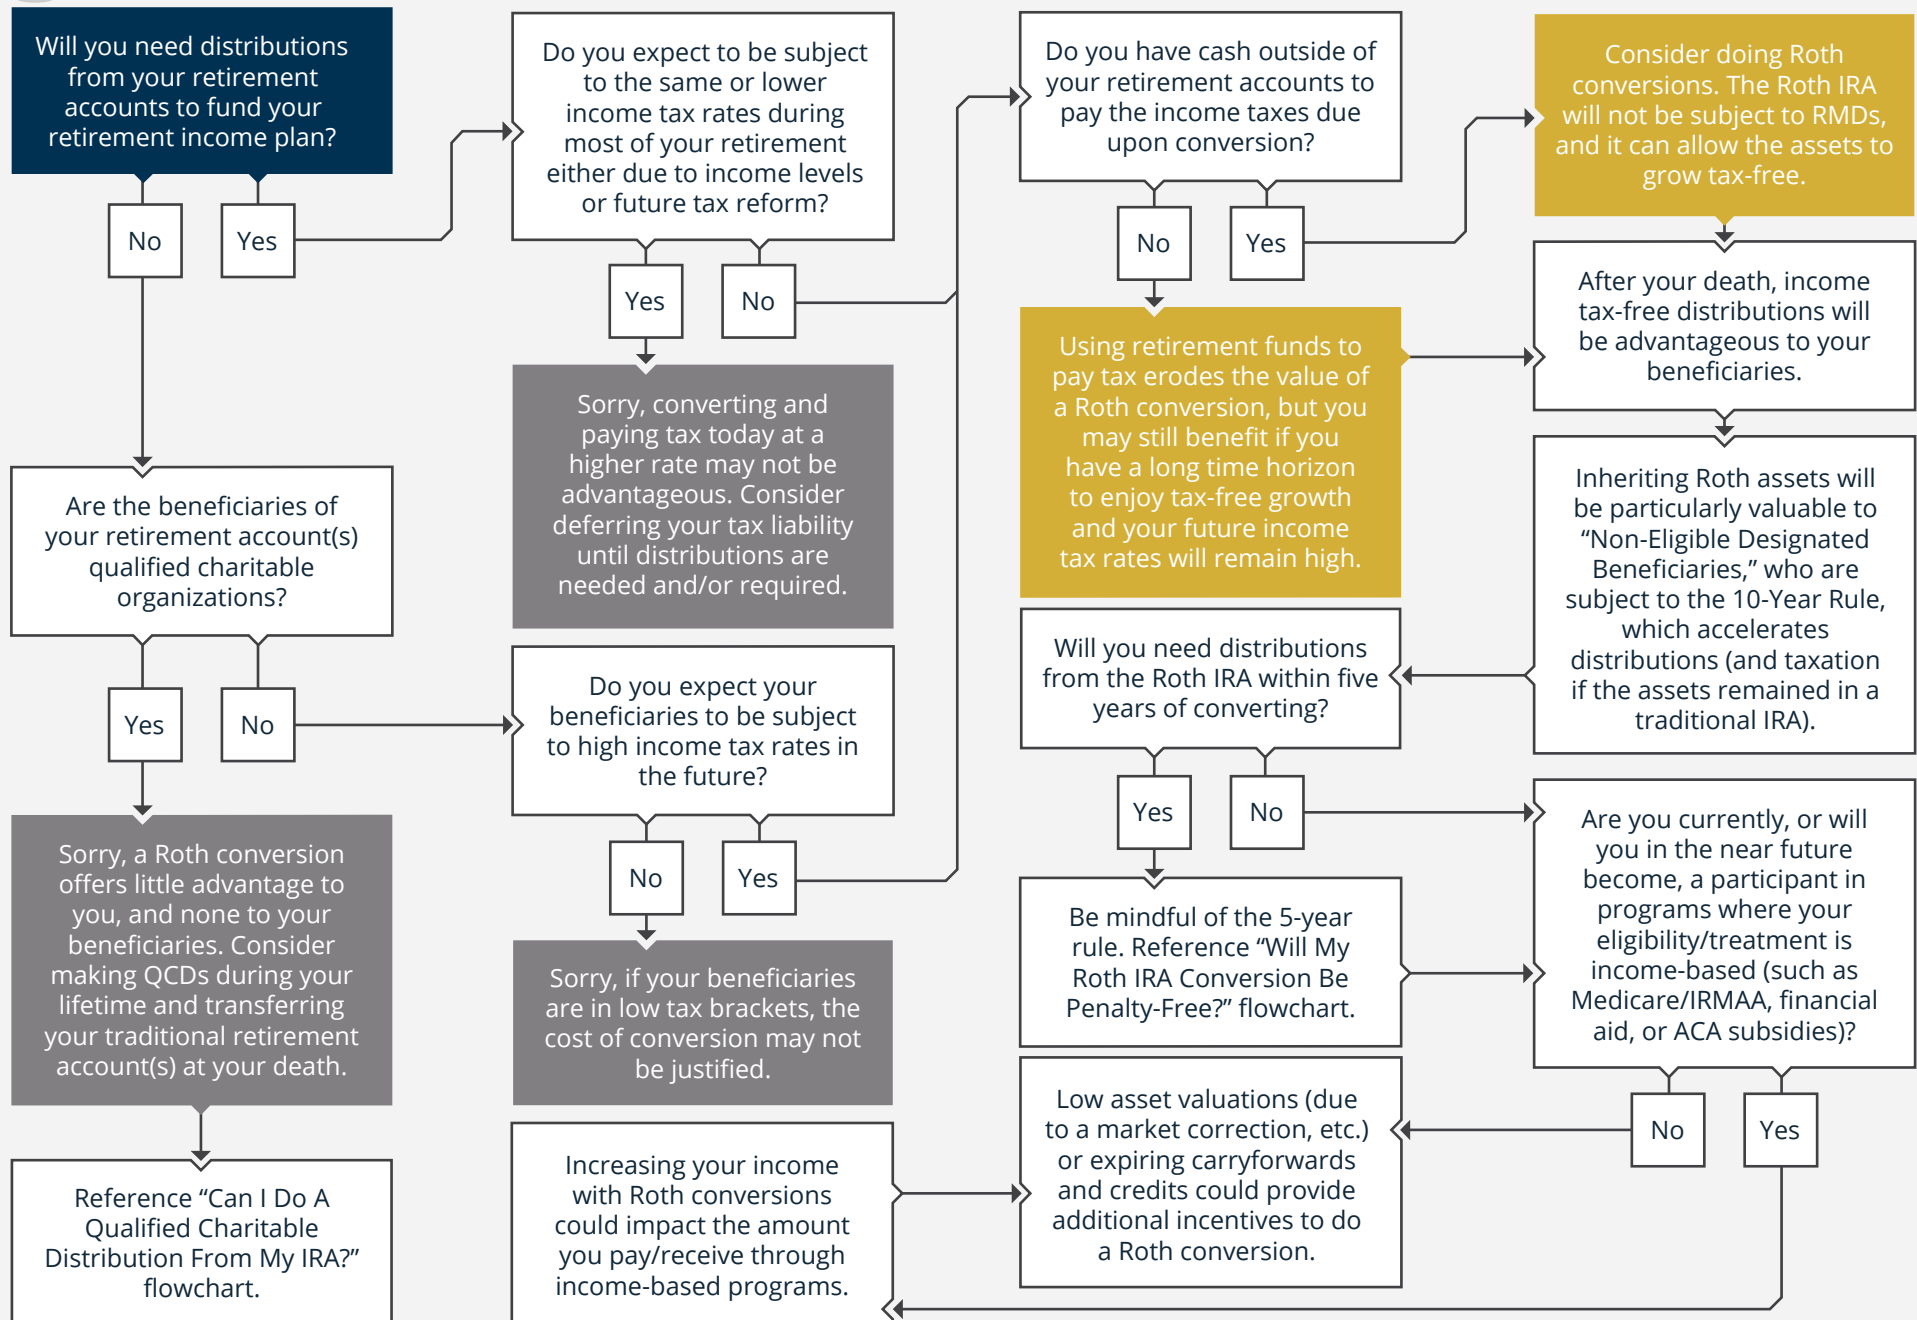 Will you need distributions
from your retirement
accounts to fund your
retirement income plan?
No
Yes
Are the beneficiaries of
your retirement account(s)
qualified charitable
organizations?
Yes
No
Sorry, a Roth conversion
offers little advantage to
you, and none to your
beneficiaries. Consider
making QCDs during your
lifetime and transferring
your traditional retirement
account(s) at your death.
Reference “Can I Do A
Qualified Charitable
Distribution From My IRA?”
flowchart.
Do you expect to be subject
to the same or lower
income tax rates during
most of your retirement
either due to income levels
or future tax reform?
Yes
No
Sorry, converting and
paying tax today at a
higher rate may not be
advantageous. Consider
deferring your tax liability
until distributions are
needed and/or required.
Do you expect your
beneficiaries to be subject
to high income tax rates in
the future?
No
Yes
Sorry, if your beneficiaries
are in low tax brackets, the
cost of conversion may not
be justified.
Increasing your income
with Roth conversions
could impact the amount
you pay/receive through
income-based programs.
Do you have cash outside of
your retirement accounts to
pay the income taxes due
upon conversion?
No
Yes
Using retirement funds to
pay tax erodes the value of
a Roth conversion, but you
may still benefit if you
have a long time horizon
to enjoy tax-free growth
and your future income
tax rates will remain high.
Will you need distributions
from the Roth IRA within five
years of converting?
Yes
No
Be mindful of the 5-year
rule. Reference “Will My
Roth IRA Conversion Be
Penalty-Free?” flowchart.
Low asset valuations (due
to a market correction, etc.)
or expiring carryforwards
and credits could provide
additional incentives to do
a Roth conversion.
Consider doing Roth
conversions. The Roth IRA
will not be subject to RMDs,
and it can allow the assets to
grow tax-free.
After your death, income
tax-free distributions will
be advantageous to your
beneficiaries.
Inheriting Roth assets will
be particularly valuable to
“Non-Eligible Designated
Beneficiaries,” who are
subject to the 10-Year Rule,
which accelerates
distributions (and taxation
if the assets remained in a
traditional IRA).
Are you currently, or will
you in the near future
become, a participant in
programs where your
eligibility/treatment is
income-based (such as
Medicare/IRMAA, financial
aid, or ACA subsidies)?
No
Yes